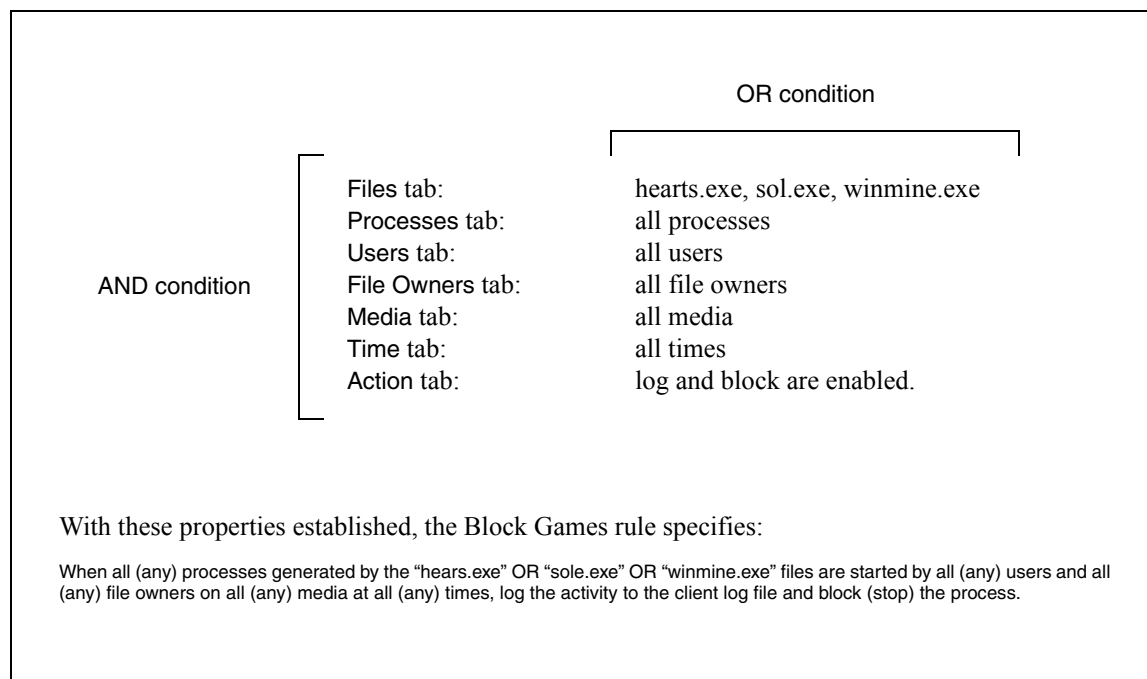 OR condition
Files tab: hearts.exe, sol.exe, winmine.exe
Processes tab: all processes
Users tab: all users
AND condition
File Owners tab: all file owners
Media tab: all media
Time tab: all times
Action tab: log and block are enabled.
With these properties established, the Block Games rule specifies:
When all (any) processes generated by the “hears.exe” OR “sole.exe” OR “winmine.exe” files are started by all (any) users and all
(any) file owners on all (any) media at all (any) times, log the activity to the client log file and block (stop) the process.